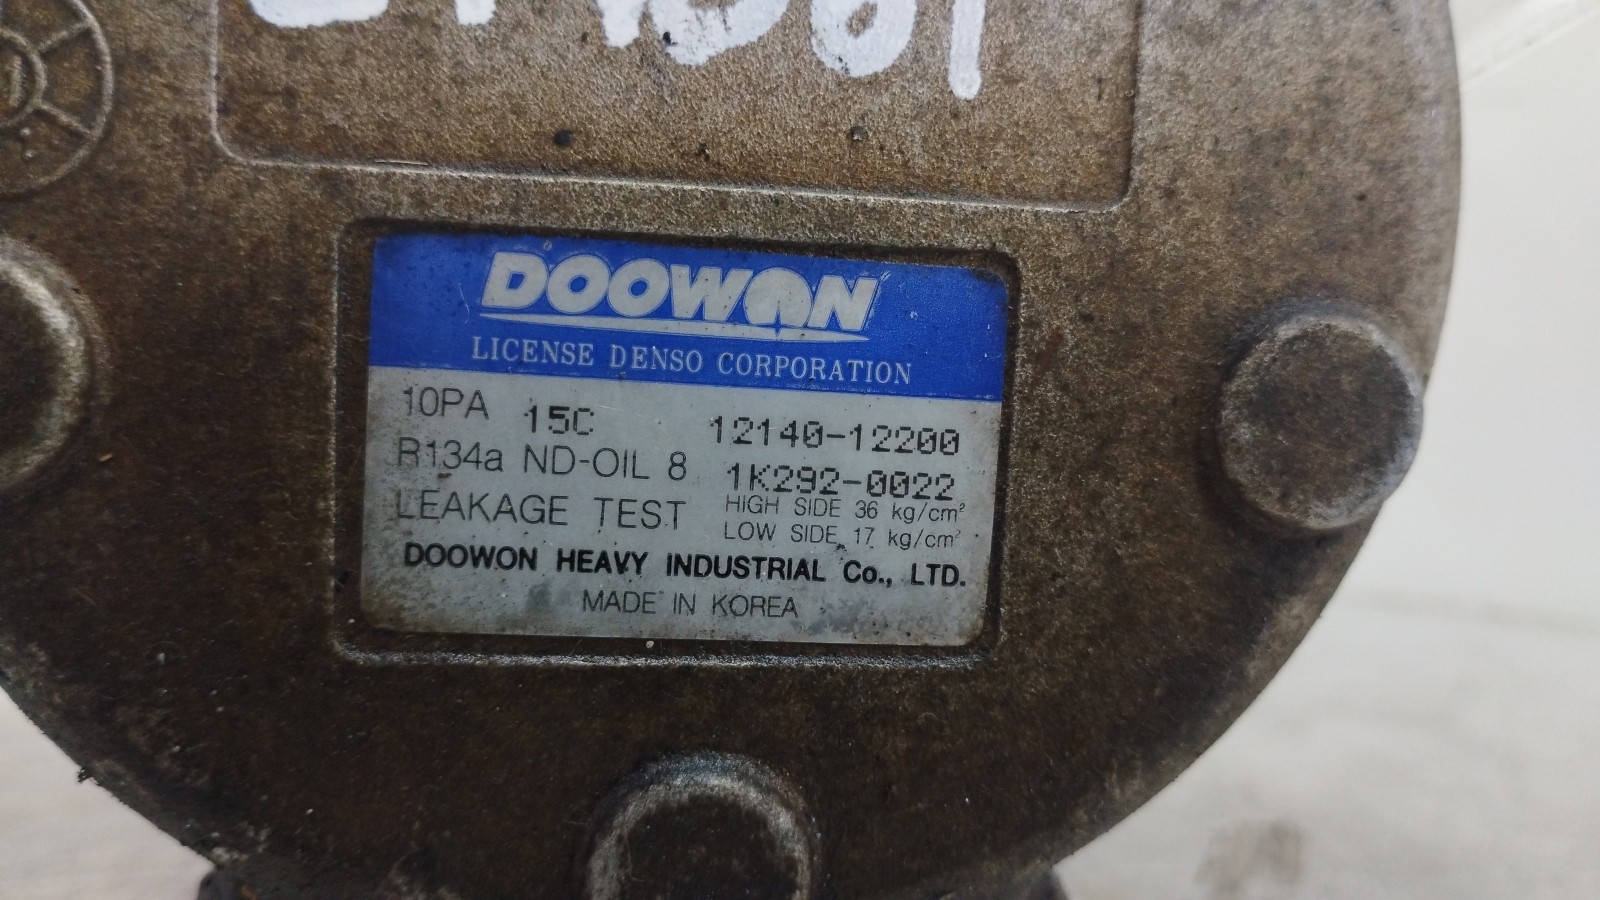 DOOWON
LICENSE DENSO CORPORATION
10PA 15C 12140-12200
R134a ND-OIL 8 1K292-0022
LEAKAGE TEST HIGH SIDE 36 kg/cm²
LOW SIDE 17 kg/cm²
DOOWON HEAVY INDUSTRIAL Co., LTD.
MADE IN KOREA